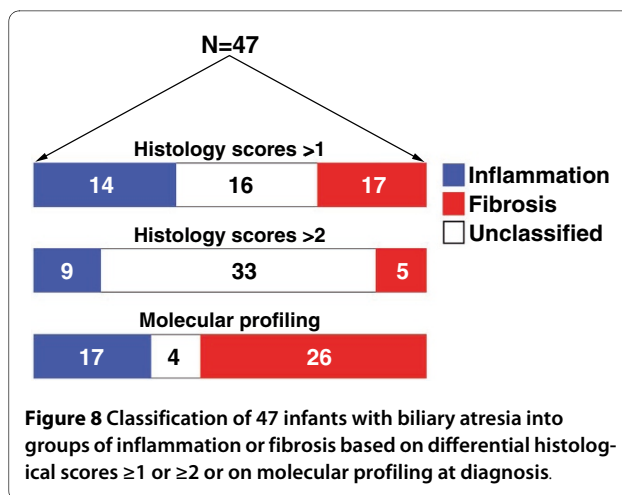 N=47
Histology scores >1
14 16 17
Inflammation
Fibrosis
Unclassified
Histology scores >2
9 33 5
Molecular profiling
17 4 26
Figure 8 Classification of 47 infants with biliary atresia into
groups of inflammation or fibrosis based on differential histolog-
ical scores ≥1 or ≥2 or on molecular profiling at diagnosis.